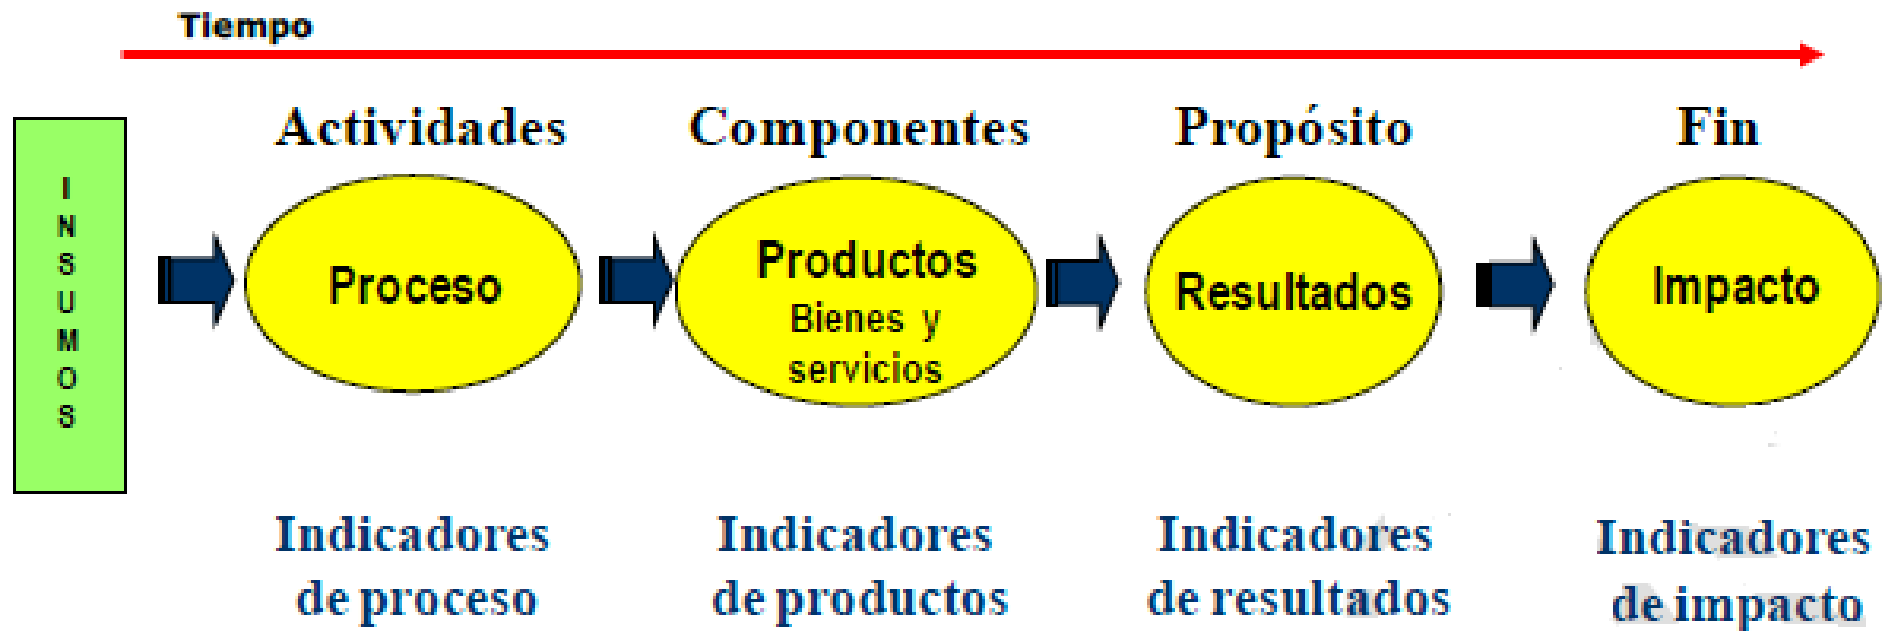 Tiempo
Actividades
Componentes
Propósito
Fin
INSUMOS
Proceso
Productos
Bienes y
servicios
Resultados
Impacto
Indicadores
de proceso
Indicadores
de productos
Indicadores
de resultados
Indicadores
de impacto